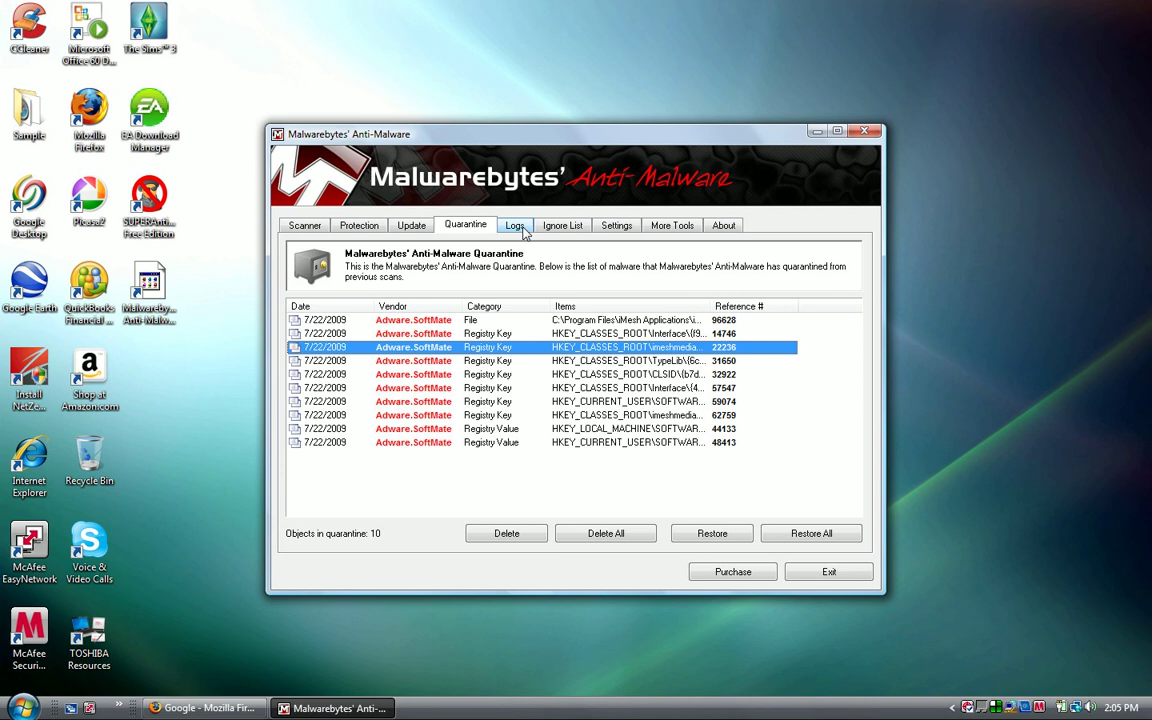 CCleaner
Microsoft Office 60 D...
The Sims™ 3
Sample
Mozilla Firefox
EA Download Manager
Google Desktop
Picasa2
SUPERAnti... Free Edition
Google Earth
QuickBooks Financial ...
Malwareby... Anti-Malw...
Install NetZe...
Shop at Amazon.com
Internet Explorer
Recycle Bin
McAfee EasyNetwork
Voice & Video Calls
McAfee Securi...
TOSHIBA Resources
Malwarebytes' Anti-Malware
Malwarebytes' Anti-Malware
Scanner Protection Update Quarantine Logs Ignore List Settings More Tools About
Malwarebytes' Anti-Malware Quarantine
This is the Malwarebytes' Anti-Malware Quarantine. Below is the list of malware that Malwarebytes' Anti-Malware has quarantined from
previous scans.
Date Vendor Category Items Reference #
7/22/2009 Adware.SoftMate File C:\Program Files\iMesh Applications\i... 96628
7/22/2009 Adware.SoftMate Registry Key HKEY_CLASSES_ROOT\Interface\{f9... 14746
7/22/2009 Adware.SoftMate Registry Key HKEY_CLASSES_ROOT\imeshmedia... 22236
7/22/2009 Adware.SoftMate Registry Key HKEY_CLASSES_ROOT\TypeLib\{6c... 31650
7/22/2009 Adware.SoftMate Registry Key HKEY_CLASSES_ROOT\CLSID\{b7d... 32922
7/22/2009 Adware.SoftMate Registry Key HKEY_CLASSES_ROOT\Interface\{4... 57547
7/22/2009 Adware.SoftMate Registry Key HKEY_CURRENT_USER\SOFTWAR... 59074
7/22/2009 Adware.SoftMate Registry Key HKEY_CLASSES_ROOT\imeshmedia... 62759
7/22/2009 Adware.SoftMate Registry Value HKEY_LOCAL_MACHINE\SOFTWAR... 44133
7/22/2009 Adware.SoftMate Registry Value HKEY_CURRENT_USER\SOFTWAR... 48413
Objects in quarantine: 10
Delete Delete All Restore Restore All
Purchase Exit
Google - Mozilla Fir... Malwarebytes' Anti-... 2:05 PM